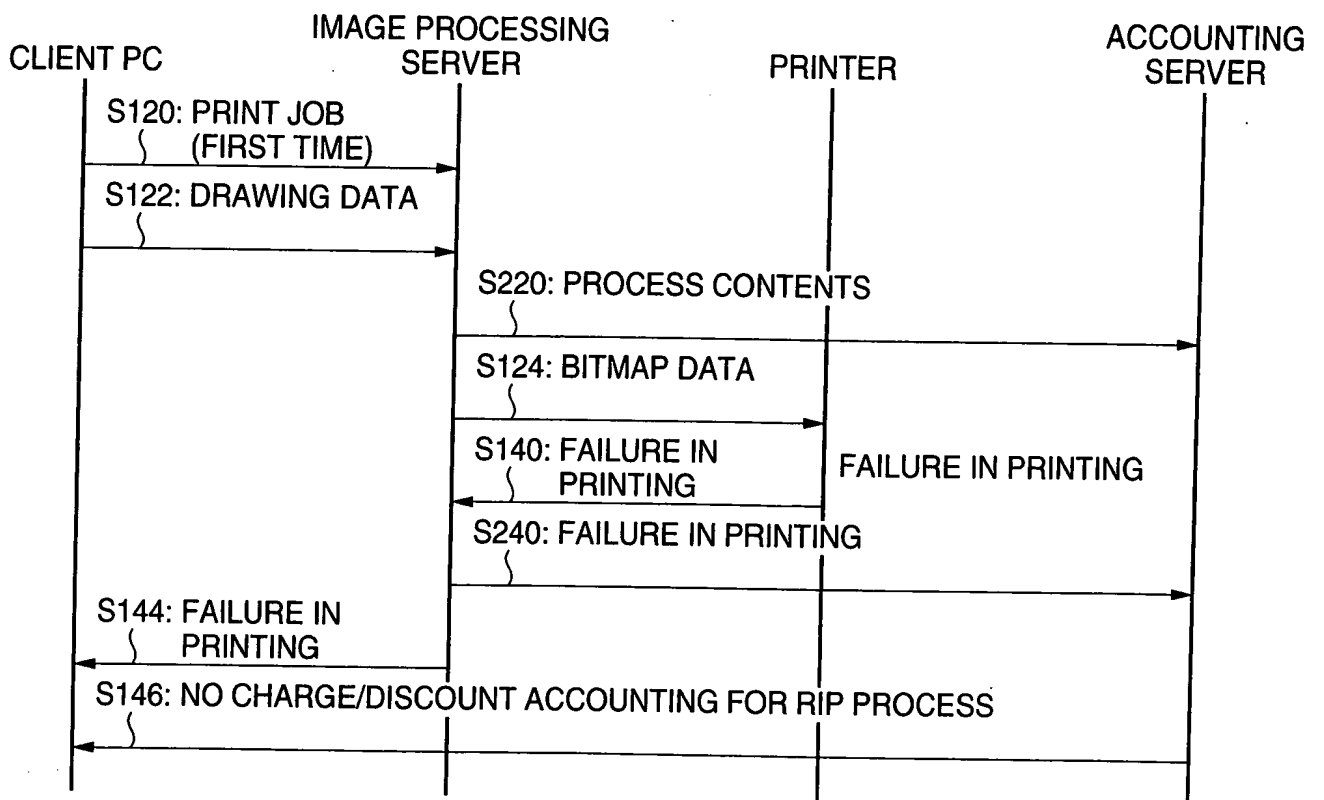 CLIENT PC
IMAGE PROCESSING
SERVER
PRINTER
ACCOUNTING
SERVER
S120: PRINT JOB
(FIRST TIME)
S122: DRAWING DATA
S220: PROCESS CONTENTS
S124: BITMAP DATA
S140: FAILURE IN
PRINTING
FAILURE IN PRINTING
S240: FAILURE IN PRINTING
S144: FAILURE IN
PRINTING
S146: NO CHARGE/DISCOUNT ACCOUNTING FOR RIP PROCESS